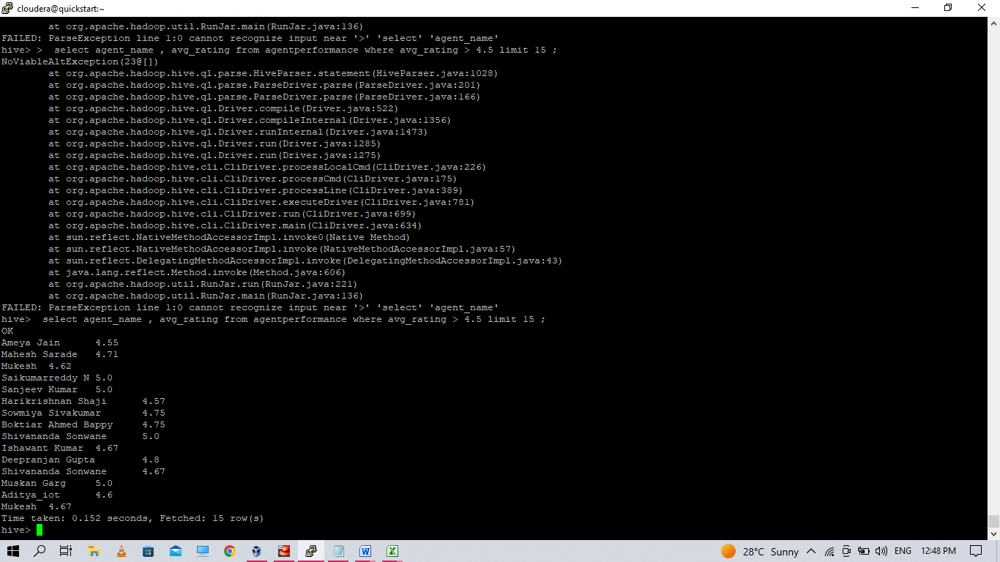 cloudera@quickstart:~
at org.apache.hadoop.util.RunJar.main(RunJar.java:136)
FAILED: ParseException line 1:0 cannot recognize input near '>' 'select' 'agent_name'
hive> >  select agent_name , avg_rating from agentperformance where avg_rating > 4.5 limit 15 ;
NoViableAltException(23@[])
at org.apache.hadoop.hive.ql.parse.HiveParser.statement(HiveParser.java:1028)
at org.apache.hadoop.hive.ql.parse.ParseDriver.parse(ParseDriver.java:201)
at org.apache.hadoop.hive.ql.parse.ParseDriver.parse(ParseDriver.java:166)
at org.apache.hadoop.hive.ql.Driver.compile(Driver.java:522)
at org.apache.hadoop.hive.ql.Driver.compileInternal(Driver.java:1356)
at org.apache.hadoop.hive.ql.Driver.runInternal(Driver.java:1473)
at org.apache.hadoop.hive.ql.Driver.run(Driver.java:1285)
at org.apache.hadoop.hive.ql.Driver.run(Driver.java:1275)
at org.apache.hadoop.hive.cli.CliDriver.processLocalCmd(CliDriver.java:226)
at org.apache.hadoop.hive.cli.CliDriver.processCmd(CliDriver.java:175)
at org.apache.hadoop.hive.cli.CliDriver.processLine(CliDriver.java:389)
at org.apache.hadoop.hive.cli.CliDriver.executeDriver(CliDriver.java:781)
at org.apache.hadoop.hive.cli.CliDriver.run(CliDriver.java:699)
at org.apache.hadoop.hive.cli.CliDriver.main(CliDriver.java:634)
at sun.reflect.NativeMethodAccessorImpl.invoke0(Native Method)
at sun.reflect.NativeMethodAccessorImpl.invoke(NativeMethodAccessorImpl.java:57)
at sun.reflect.DelegatingMethodAccessorImpl.invoke(DelegatingMethodAccessorImpl.java:43)
at java.lang.reflect.Method.invoke(Method.java:606)
at org.apache.hadoop.util.RunJar.run(RunJar.java:221)
at org.apache.hadoop.util.RunJar.main(RunJar.java:136)
FAILED: ParseException line 1:0 cannot recognize input near '>' 'select' 'agent_name'
hive>  select agent_name , avg_rating from agentperformance where avg_rating > 4.5 limit 15 ;
OK
Ameya Jain 4.55
Mahesh Sarade 4.71
Mukesh 4.62
Saikumarreddy N 5.0
Sanjeev Kumar 5.0
Harikrishnan Shaji 4.57
Sowmiya Sivakumar 4.75
Boktiar Ahmed Bappy 4.75
Shivananda Sonwane 5.0
Ishawant Kumar 4.67
Deepranjan Gupta 4.8
Shivananda Sonwane 4.67
Muskan Garg 5.0
Aditya_iot 4.6
Mukesh 4.67
Time taken: 0.152 seconds, Fetched: 15 row(s)
hive>
28°C Sunny ENG 12:48 PM